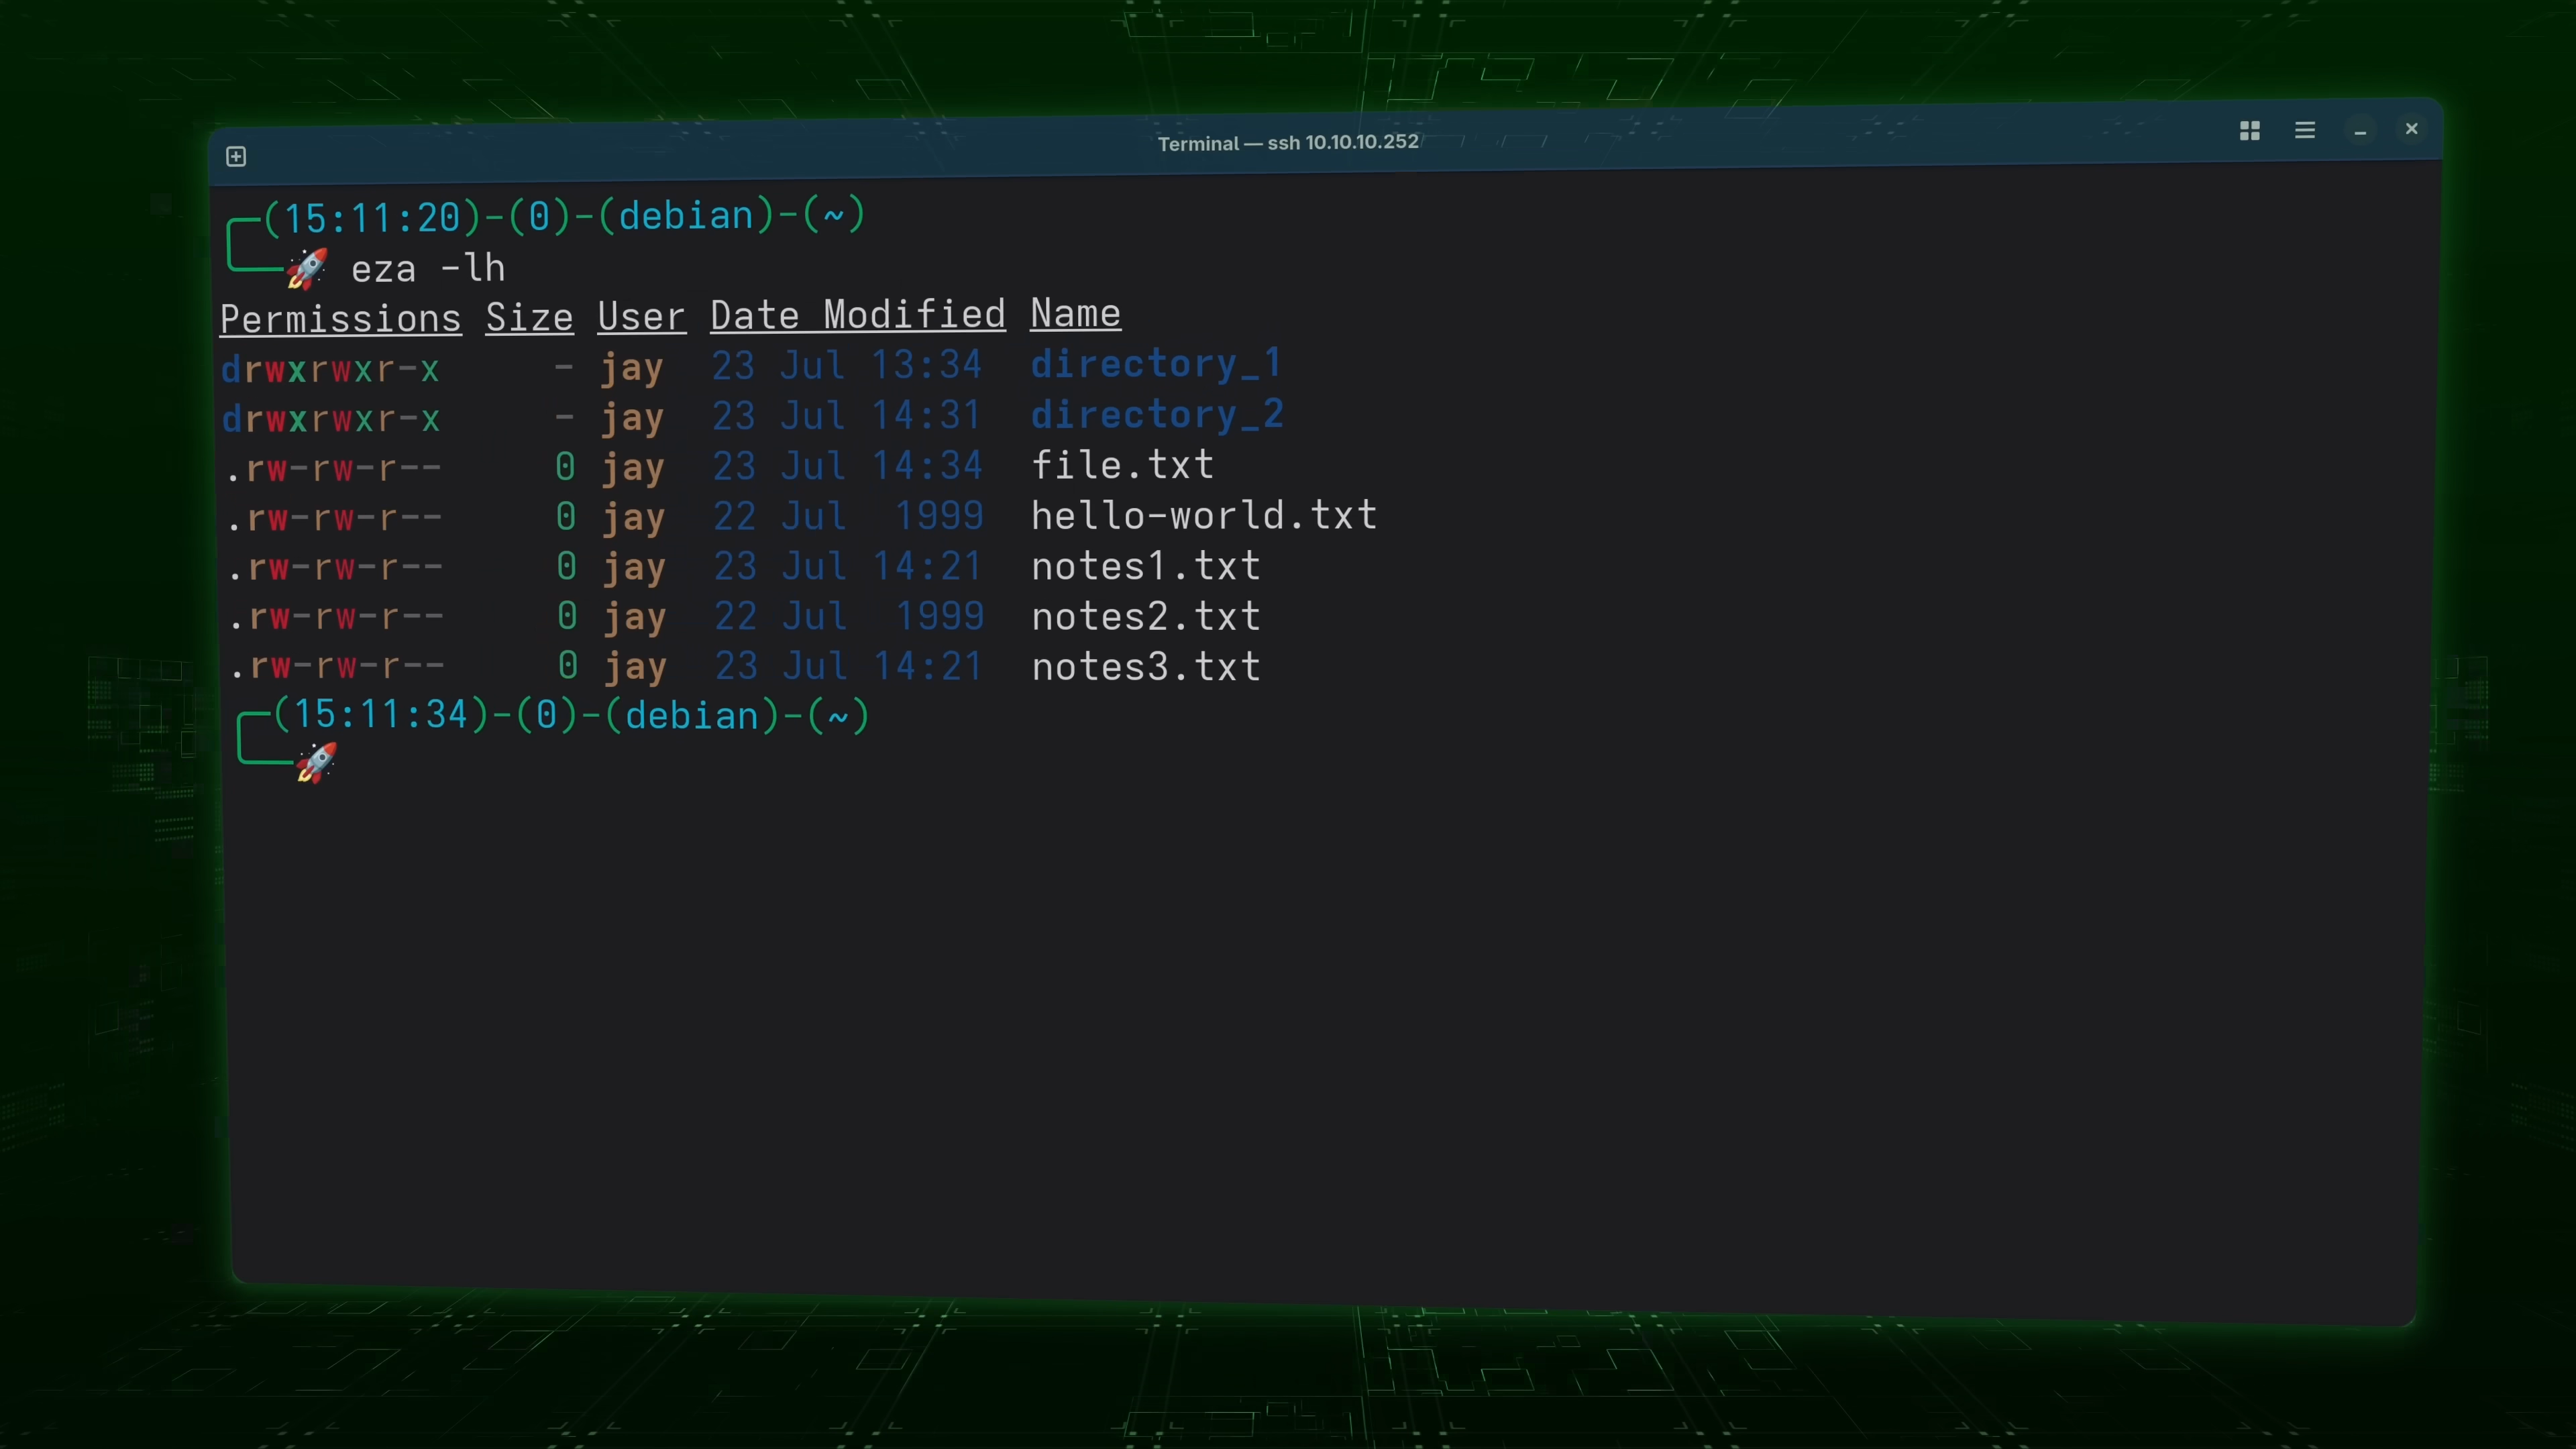 Terminal — ssh 10.10.10.252
(15:11:20)-(0)-(debian)-(~)
🚀 eza -lh
Permissions Size User Date Modified Name
drwxrwxr-x - jay 23 Jul 13:34 directory_1
drwxrwxr-x - jay 23 Jul 14:31 directory_2
.rw-rw-r-- 0 jay 23 Jul 14:34 file.txt
.rw-rw-r-- 0 jay 22 Jul 1999 hello-world.txt
.rw-rw-r-- 0 jay 23 Jul 14:21 notes1.txt
.rw-rw-r-- 0 jay 22 Jul 1999 notes2.txt
.rw-rw-r-- 0 jay 23 Jul 14:21 notes3.txt
(15:11:34)-(0)-(debian)-(~)
🚀